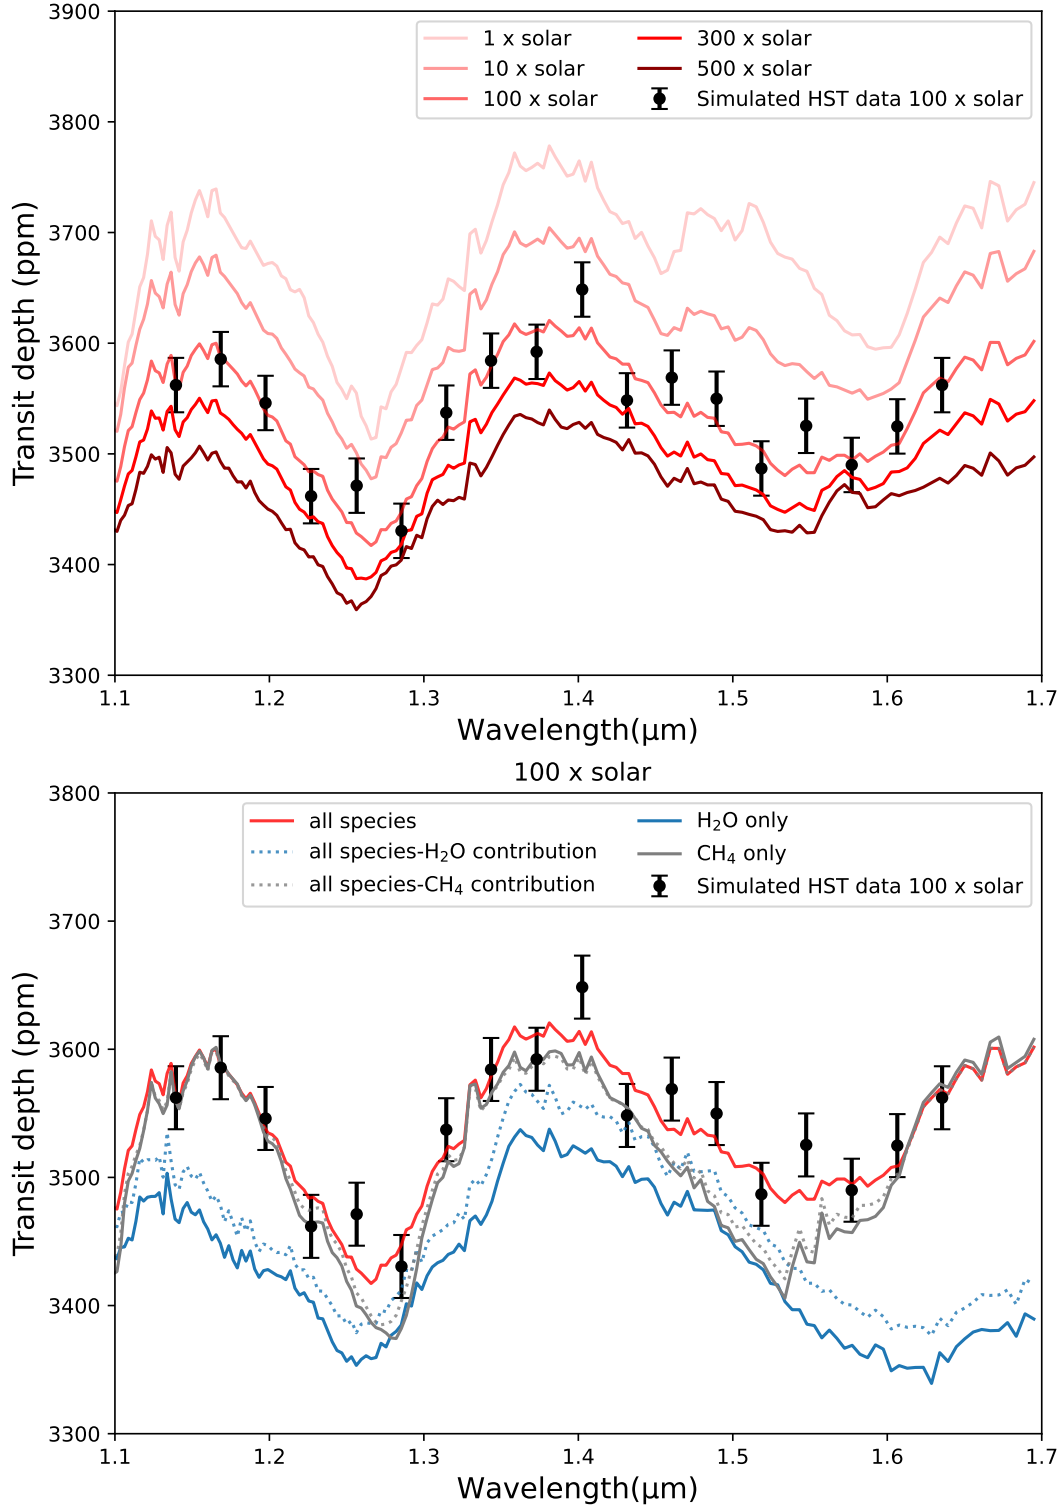 3900
3800
3700
3600
3500
3400
3300
Transit depth (ppm)
1 x solar
10 x solar
100 x solar
300 x solar
500 x solar
Simulated HST data 100 x solar
1.1 1.2 1.3 1.4 1.5 1.6 1.7
Wavelength(μm)
100 x solar
3800
3700
3600
3500
3400
3300
Transit depth (ppm)
all species
all species-H₂O contribution
all species-CH₄ contribution
H₂O only
CH₄ only
Simulated HST data 100 x solar
1.1 1.2 1.3 1.4 1.5 1.6 1.7
Wavelength(μm)